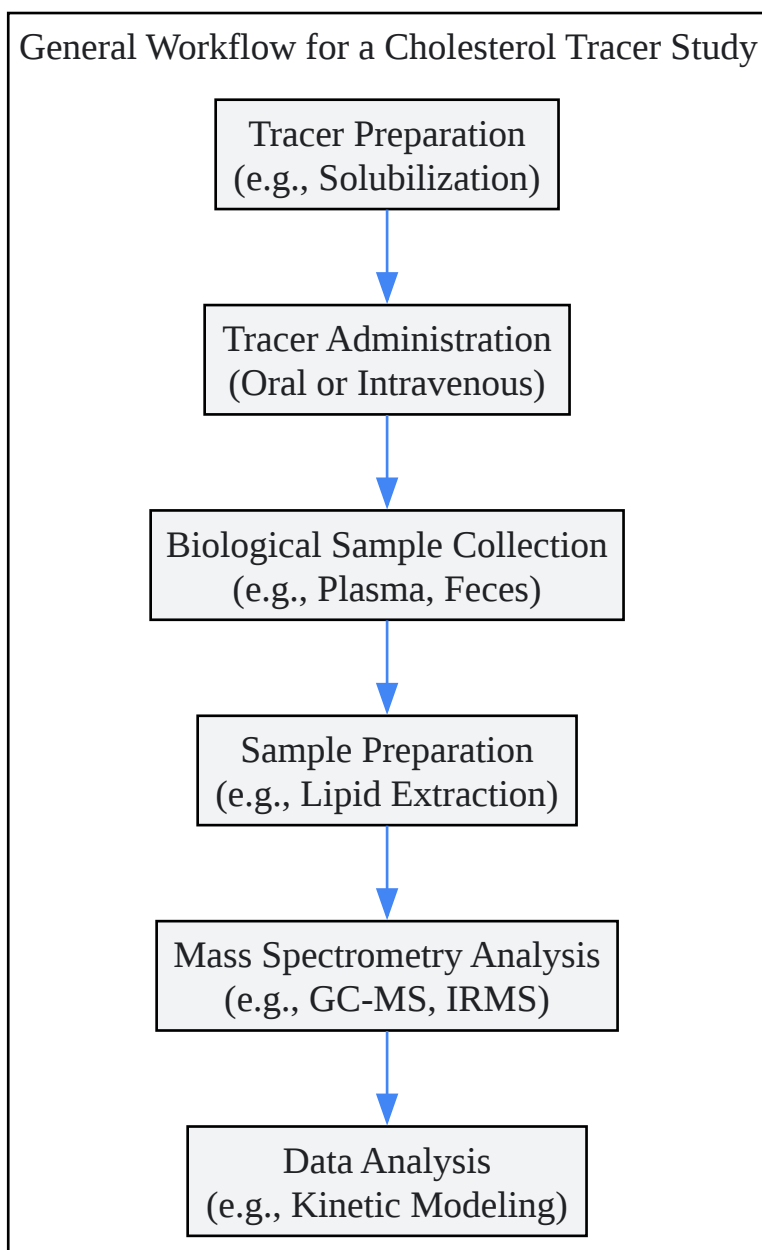 General Workflow for a Cholesterol Tracer Study
Tracer Preparation
(e.g., Solubilization)
Tracer Administration
(Oral or Intravenous)
Biological Sample Collection
(e.g., Plasma, Feces)
Sample Preparation
(e.g., Lipid Extraction)
Mass Spectrometry Analysis
(e.g., GC-MS, IRMS)
Data Analysis
(e.g., Kinetic Modeling)